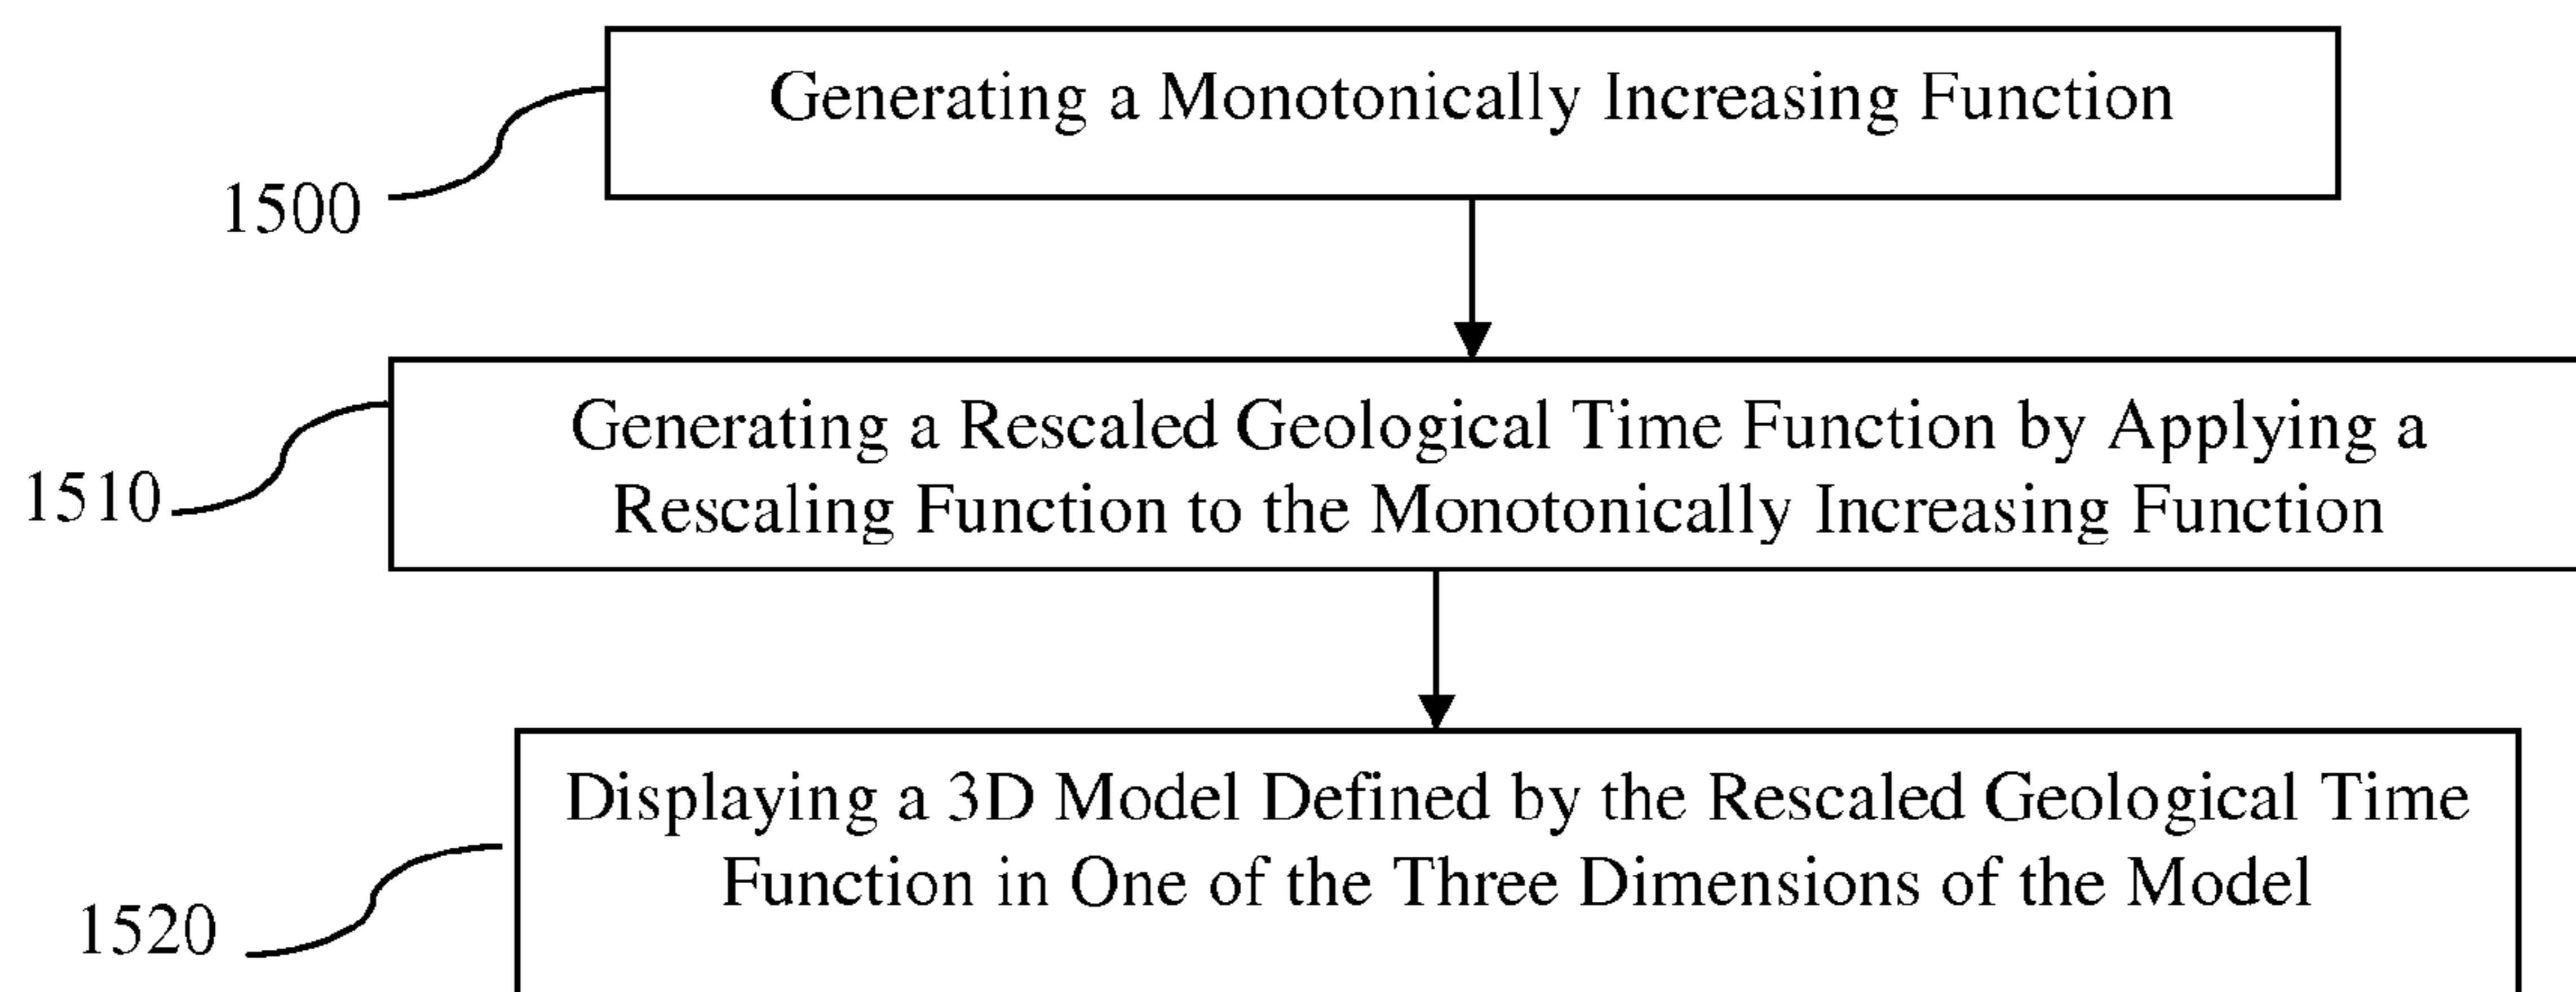 Generating a Monotonically Increasing Function
1500
Generating a Rescaled Geological Time Function by Applying a
Rescaling Function to the Monotonically Increasing Function
1510
Displaying a 3D Model Defined by the Rescaled Geological Time
Function in One of the Three Dimensions of the Model
1520